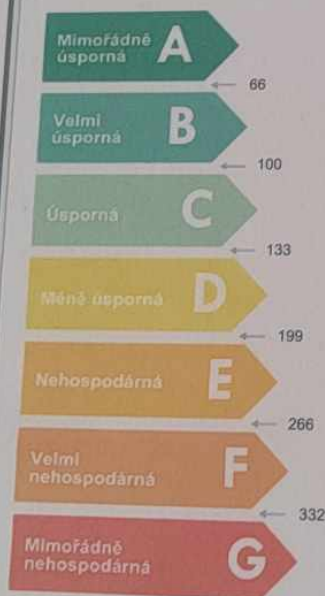 Mimořádně
úsporná A
66
Velmi
úsporná B
100
Úsporná C
133
Méně úsporná D
199
Nehospodárná E
266
Velmi
nehospodárná F
332
Mimořádně
nehospodárná G